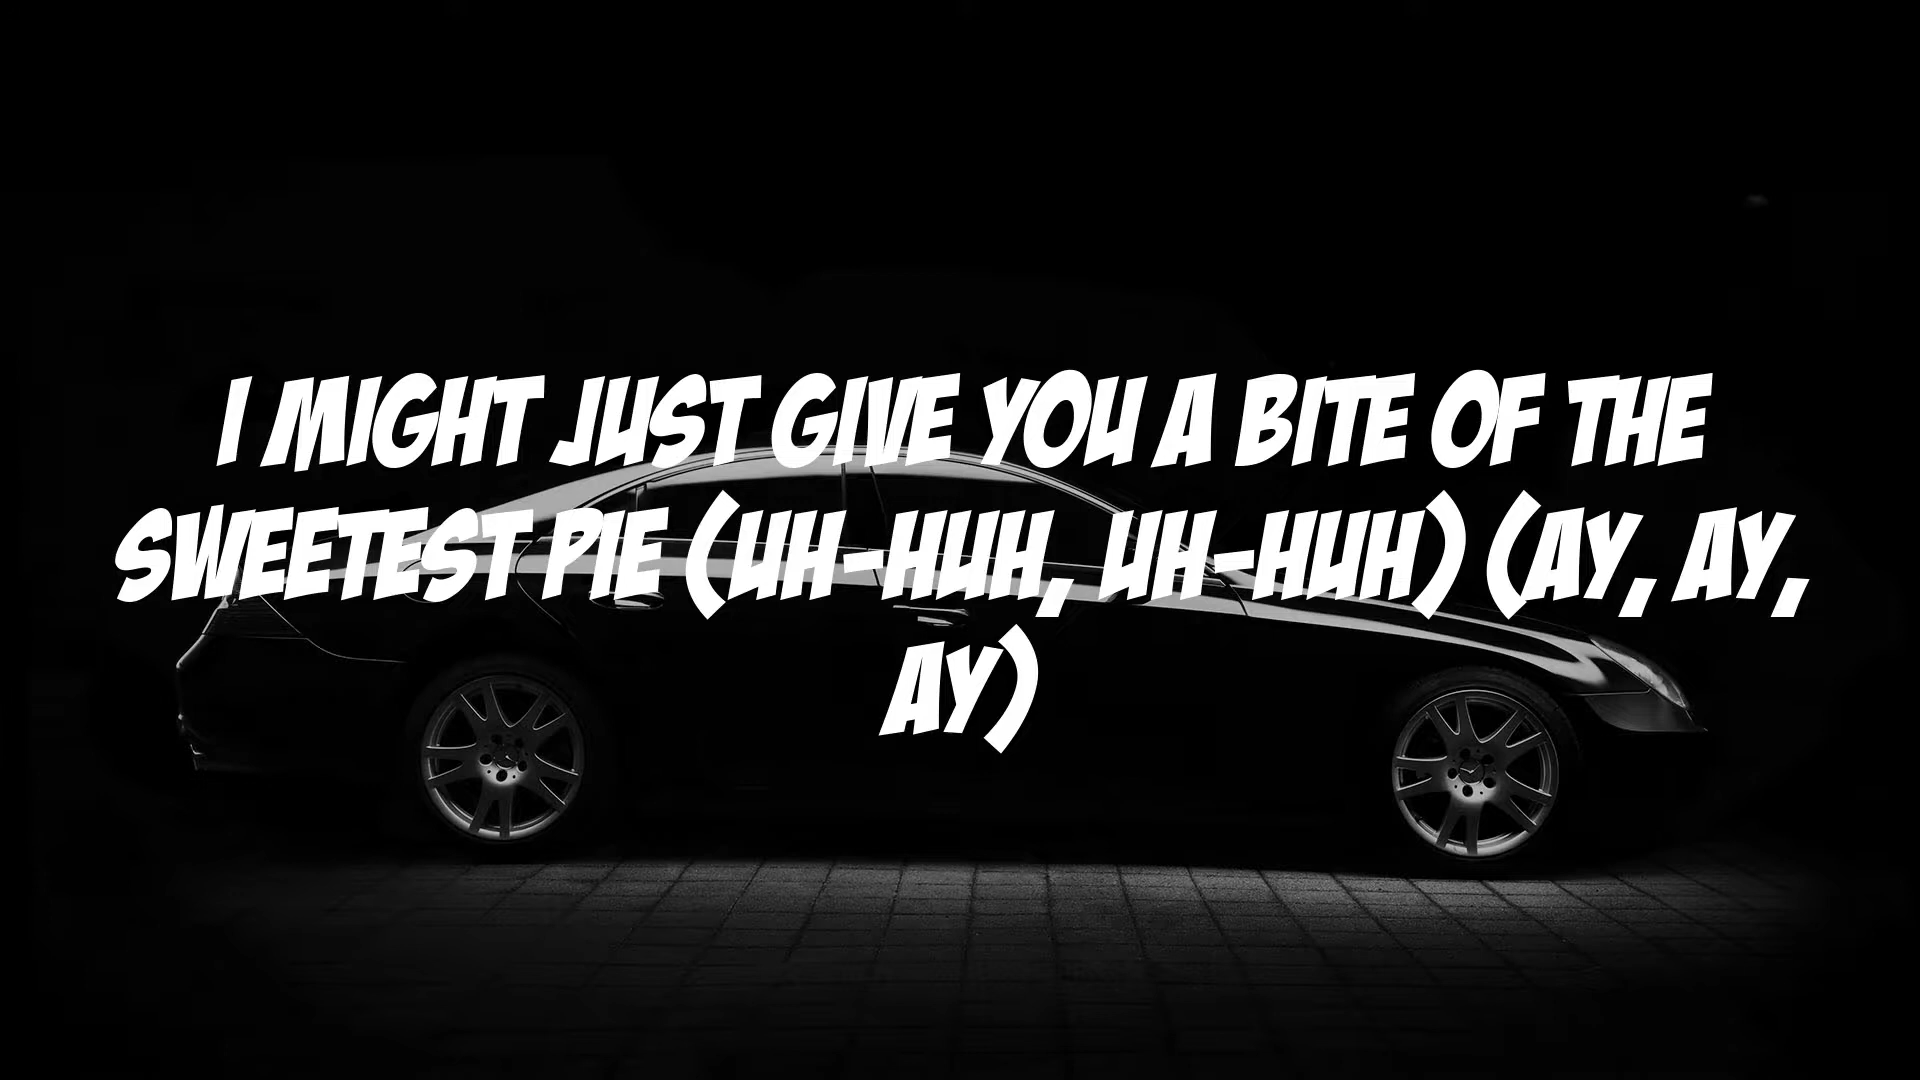 I MIGHT JUST GIVE YOU A BITE OF THE
SWEETEST PIE (UH-HUH, UH-HUH) (AY, AY,
AY)